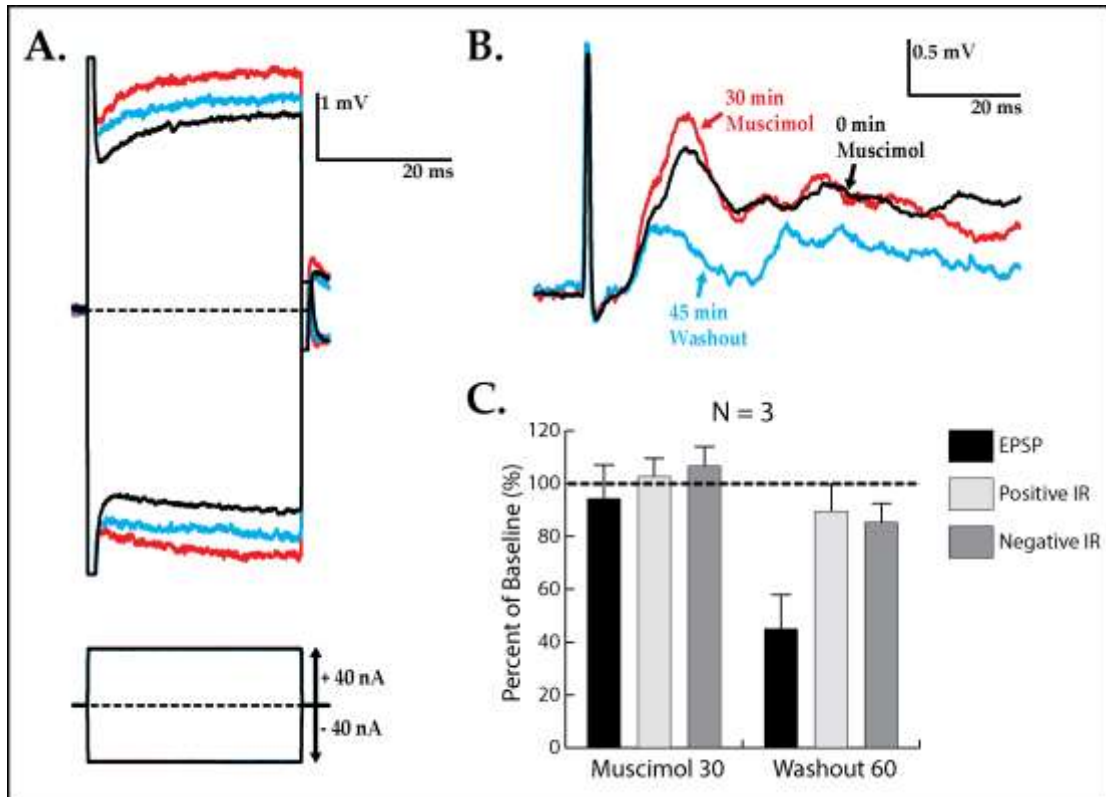 A.
1 mV
20 ms
+ 40 nA
- 40 nA
B.
0.5 mV
20 ms
30 min
Muscimol
0 min
Muscimol
45 min
Washout
C.
N = 3
Percent of Baseline (%)
120
100
80
60
40
20
0
Muscimol 30
Washout 60
EPSP
Positive IR
Negative IR